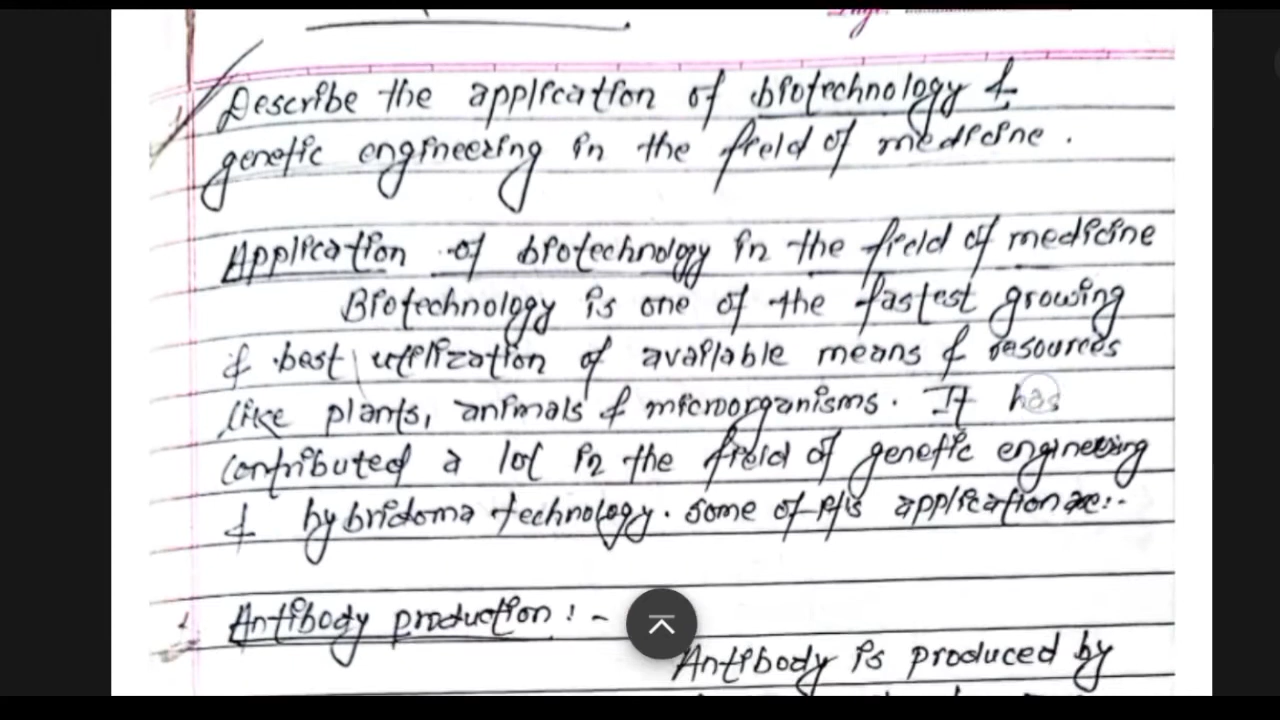 Describe the application of biotechnology &
genetic engineering in the field of medicine.
Application of biotechnology in the field of medicine
Biotechnology is one of the fastest growing
& best utilization of available means & resources
like plants, animals & microorganisms. It has
contributed a lot in the field of genetic engineering
& hybridoma technology. some of its application are:-
1. Antibody production :-
Antibody is produced by